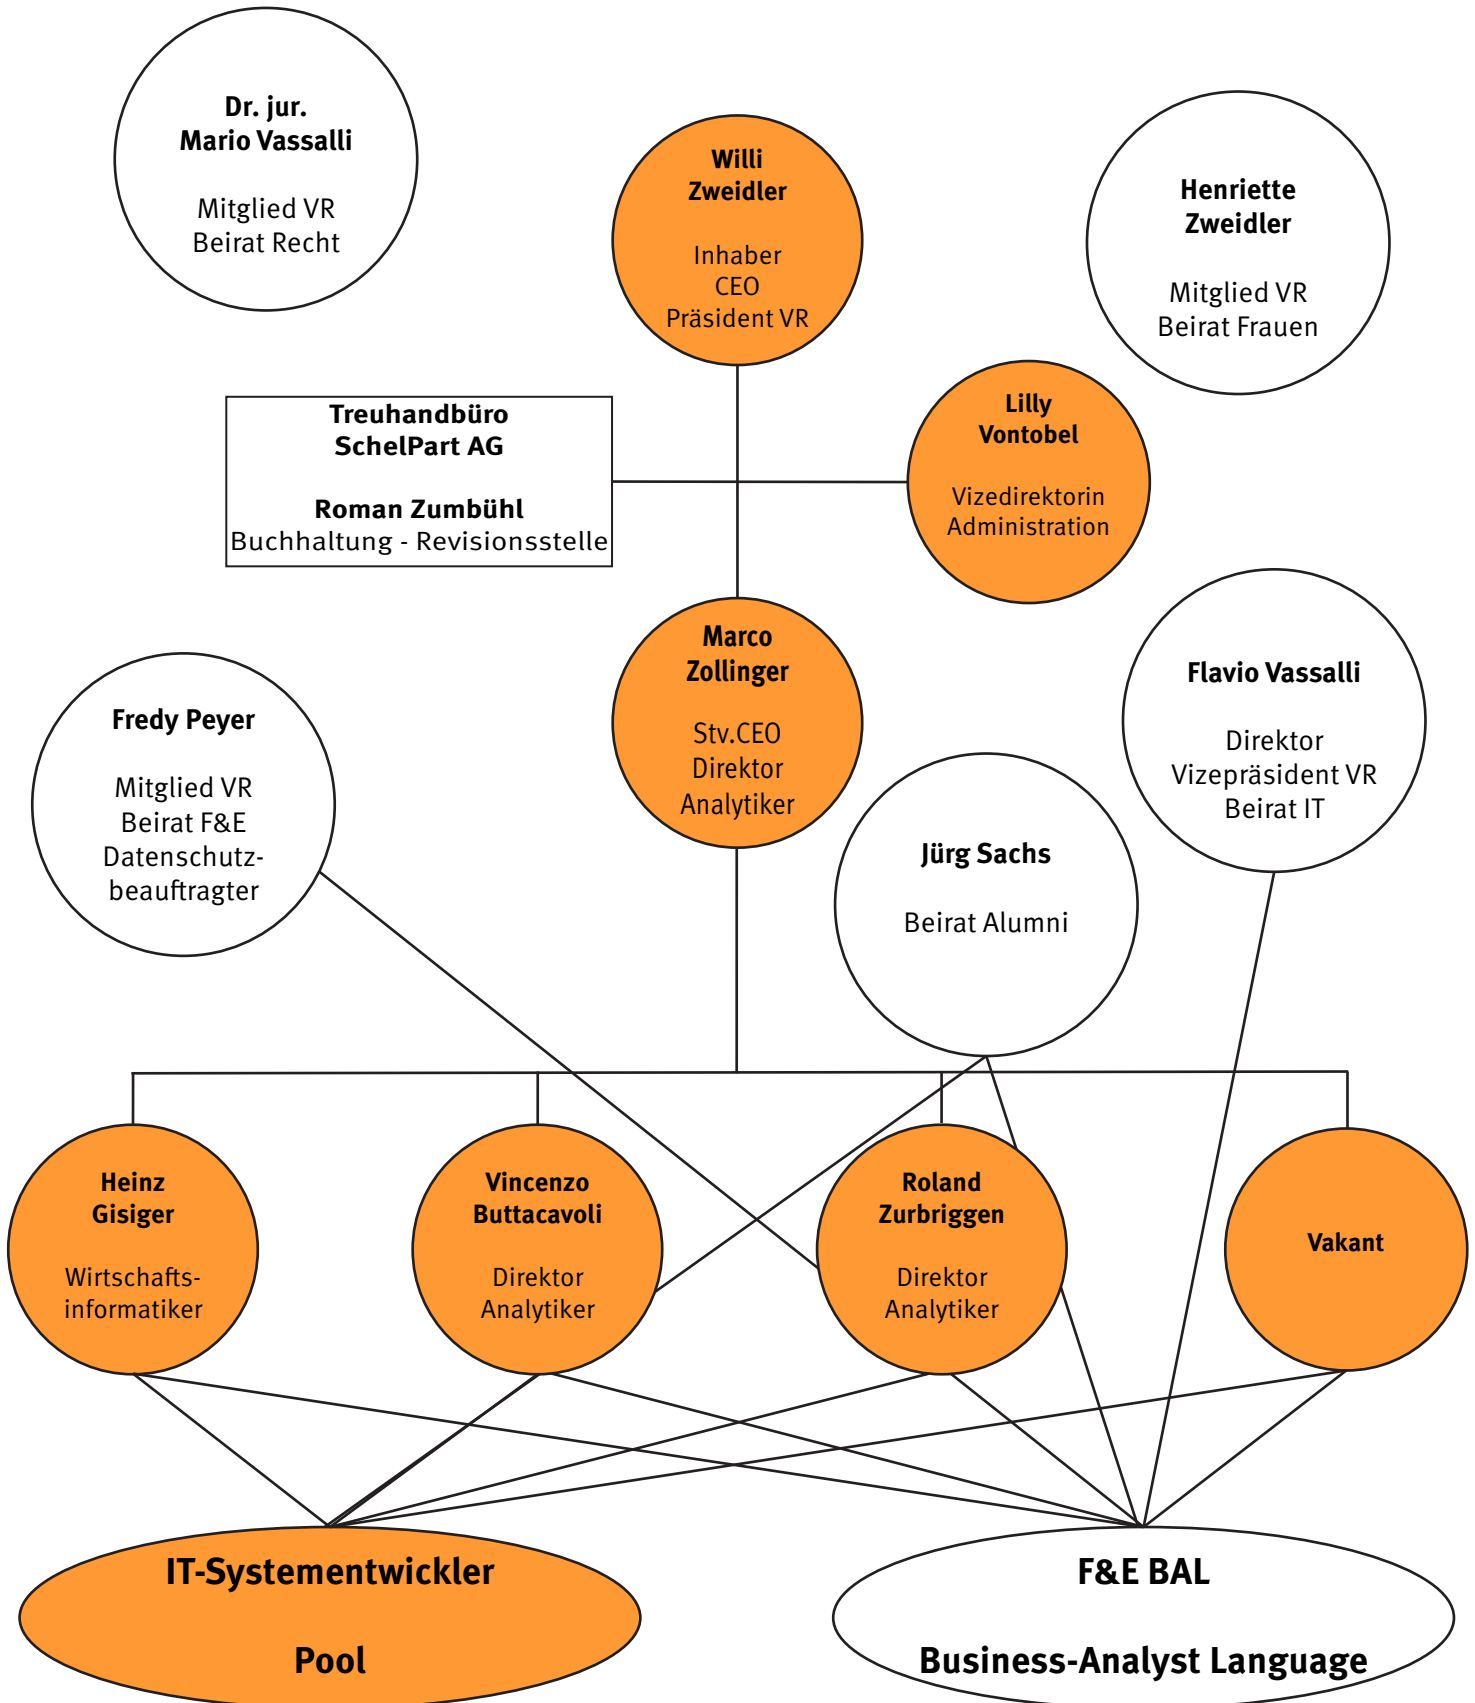 Dr. jur.
Mario Vassalli
Mitglied VR
Beirat Recht
Willi
Zweidler
Inhaber
CEO
Präsident VR
Henriette
Zweidler
Mitglied VR
Beirat Frauen
Treuhandbüro
SchelPart AG
Roman Zumbühl
Buchhaltung - Revisionsstelle
Lilly
Vontobel
Vizedirektorin
Administration
Marco
Zollinger
Stv.CEO
Direktor
Analytiker
Fredy Peyer
Mitglied VR
Beirat F&E
Datenschutz-
beauftragter
Flavio Vassalli
Direktor
Vizepräsident VR
Beirat IT
Jürg Sachs
Beirat Alumni
Heinz
Gisiger
Wirtschafts-
informatiker
Vincenzo
Buttacavoli
Direktor
Analytiker
Roland
Zurbriggen
Direktor
Analytiker
Vakant
IT-Systementwickler
Pool
F&E BAL
Business-Analyst Language